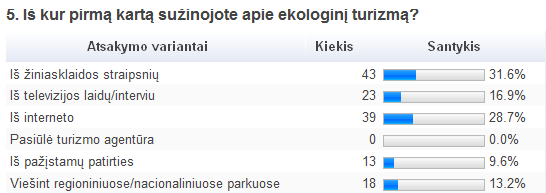 5. Iš kur pirmą kartą sužinojote apie ekologinį turizmą?
Atsakymo variantai Kiekis Santykis
Iš žiniasklaidos straipsnių 43 31.6%
Iš televizijos laidų/interviu 23 16.9%
Iš interneto 39 28.7%
Pasiūlė turizmo agentūra 0 0.0%
Iš pažįstamų patirties 13 9.6%
Viešint regioniniuose/nacionaliniuose parkuose 18 13.2%